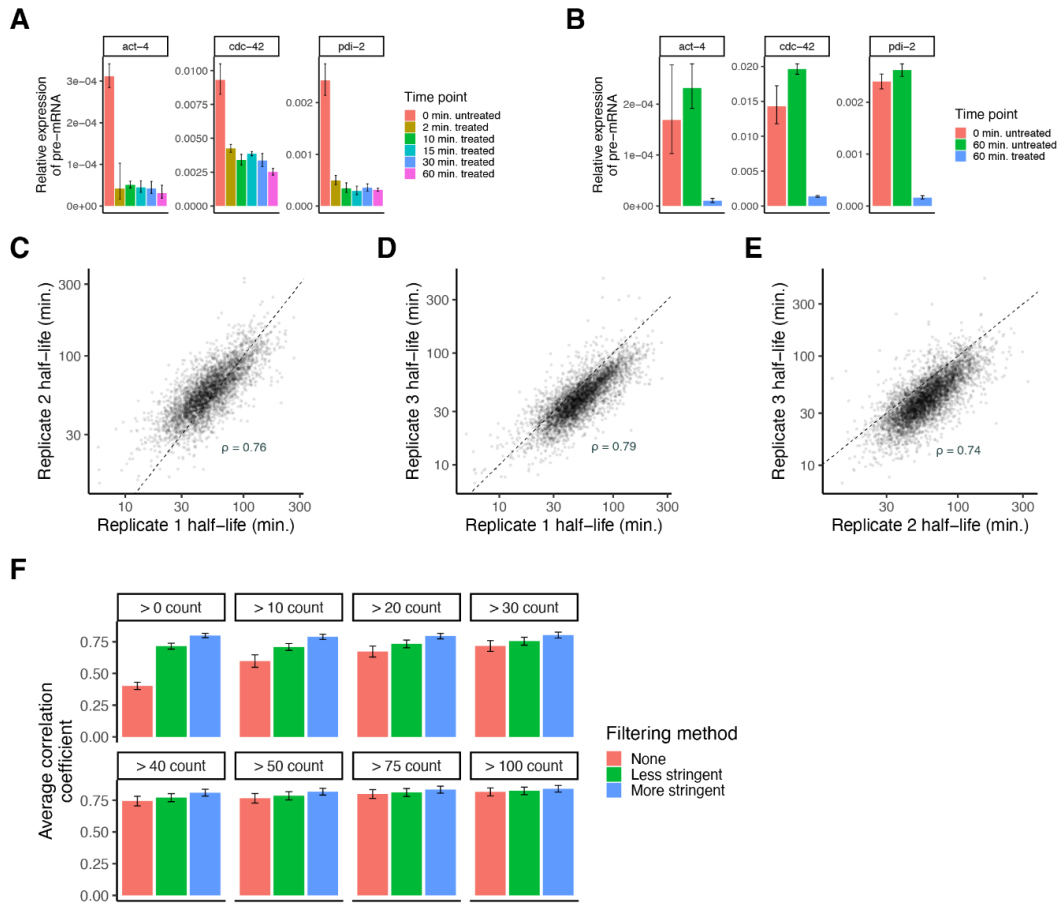 A
act−4
cdc−42
pdi−2
Relative expression
of pre−mRNA
3e−04
2e−04
1e−04
0e+00
0.0100
0.0075
0.0050
0.0025
0.0000
0.002
0.001
0.000
Time point
0 min. untreated
2 min. treated
10 min. treated
15 min. treated
30 min. treated
60 min. treated
B
act−4
cdc−42
pdi−2
Relative expression
of pre−mRNA
2e−04
1e−04
0e+00
0.020
0.015
0.010
0.005
0.000
0.002
0.001
0.000
Time point
0 min. untreated
60 min. untreated
60 min. treated
C
Replicate 2 half−life (min.)
300
100
30
ρ = 0.76
10
30
100
300
Replicate 1 half−life (min.)
D
Replicate 3 half−life (min.)
300
100
30
10
ρ = 0.79
10
30
100
300
Replicate 1 half−life (min.)
E
Replicate 3 half−life (min.)
300
100
30
10
ρ = 0.74
30
100
300
Replicate 2 half−life (min.)
F
Average correlation
coefficient
> 0 count
> 10 count
> 20 count
> 30 count
0.75
0.50
0.25
0.00
> 40 count
> 50 count
> 75 count
> 100 count
0.75
0.50
0.25
0.00
Filtering method
None
Less stringent
More stringent